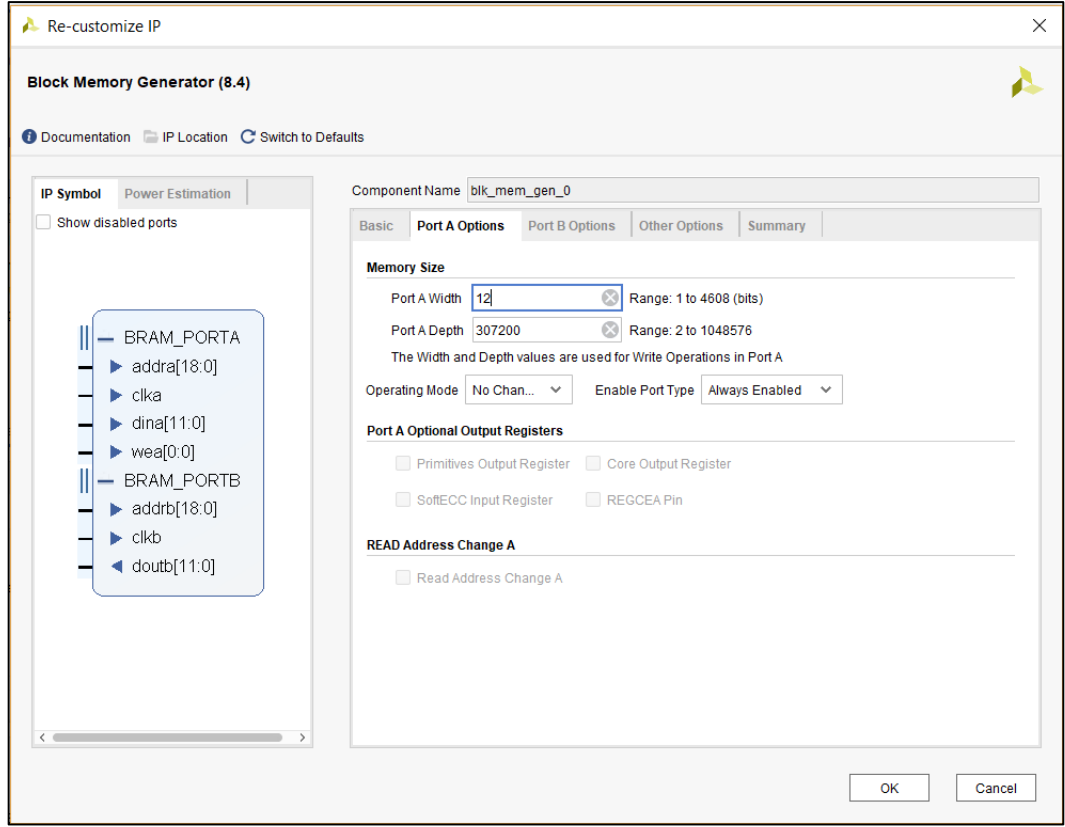 Re-customize IP
Block Memory Generator (8.4)
Documentation IP Location Switch to Defaults
IP Symbol Power Estimation
Show disabled ports
BRAM_PORTA
addra[18:0]
clka
dina[11:0]
wea[0:0]
BRAM_PORTB
addrb[18:0]
clkb
doutb[11:0]
Component Name blk_mem_gen_0
Basic Port A Options Port B Options Other Options Summary
Memory Size
Port A Width 12 Range: 1 to 4608 (bits)
Port A Depth 307200 Range: 2 to 1048576
The Width and Depth values are used for Write Operations in Port A
Operating Mode No Chan... Enable Port Type Always Enabled
Port A Optional Output Registers
Primitives Output Register Core Output Register
SoftECC Input Register REGCEA Pin
READ Address Change A
Read Address Change A
OK Cancel